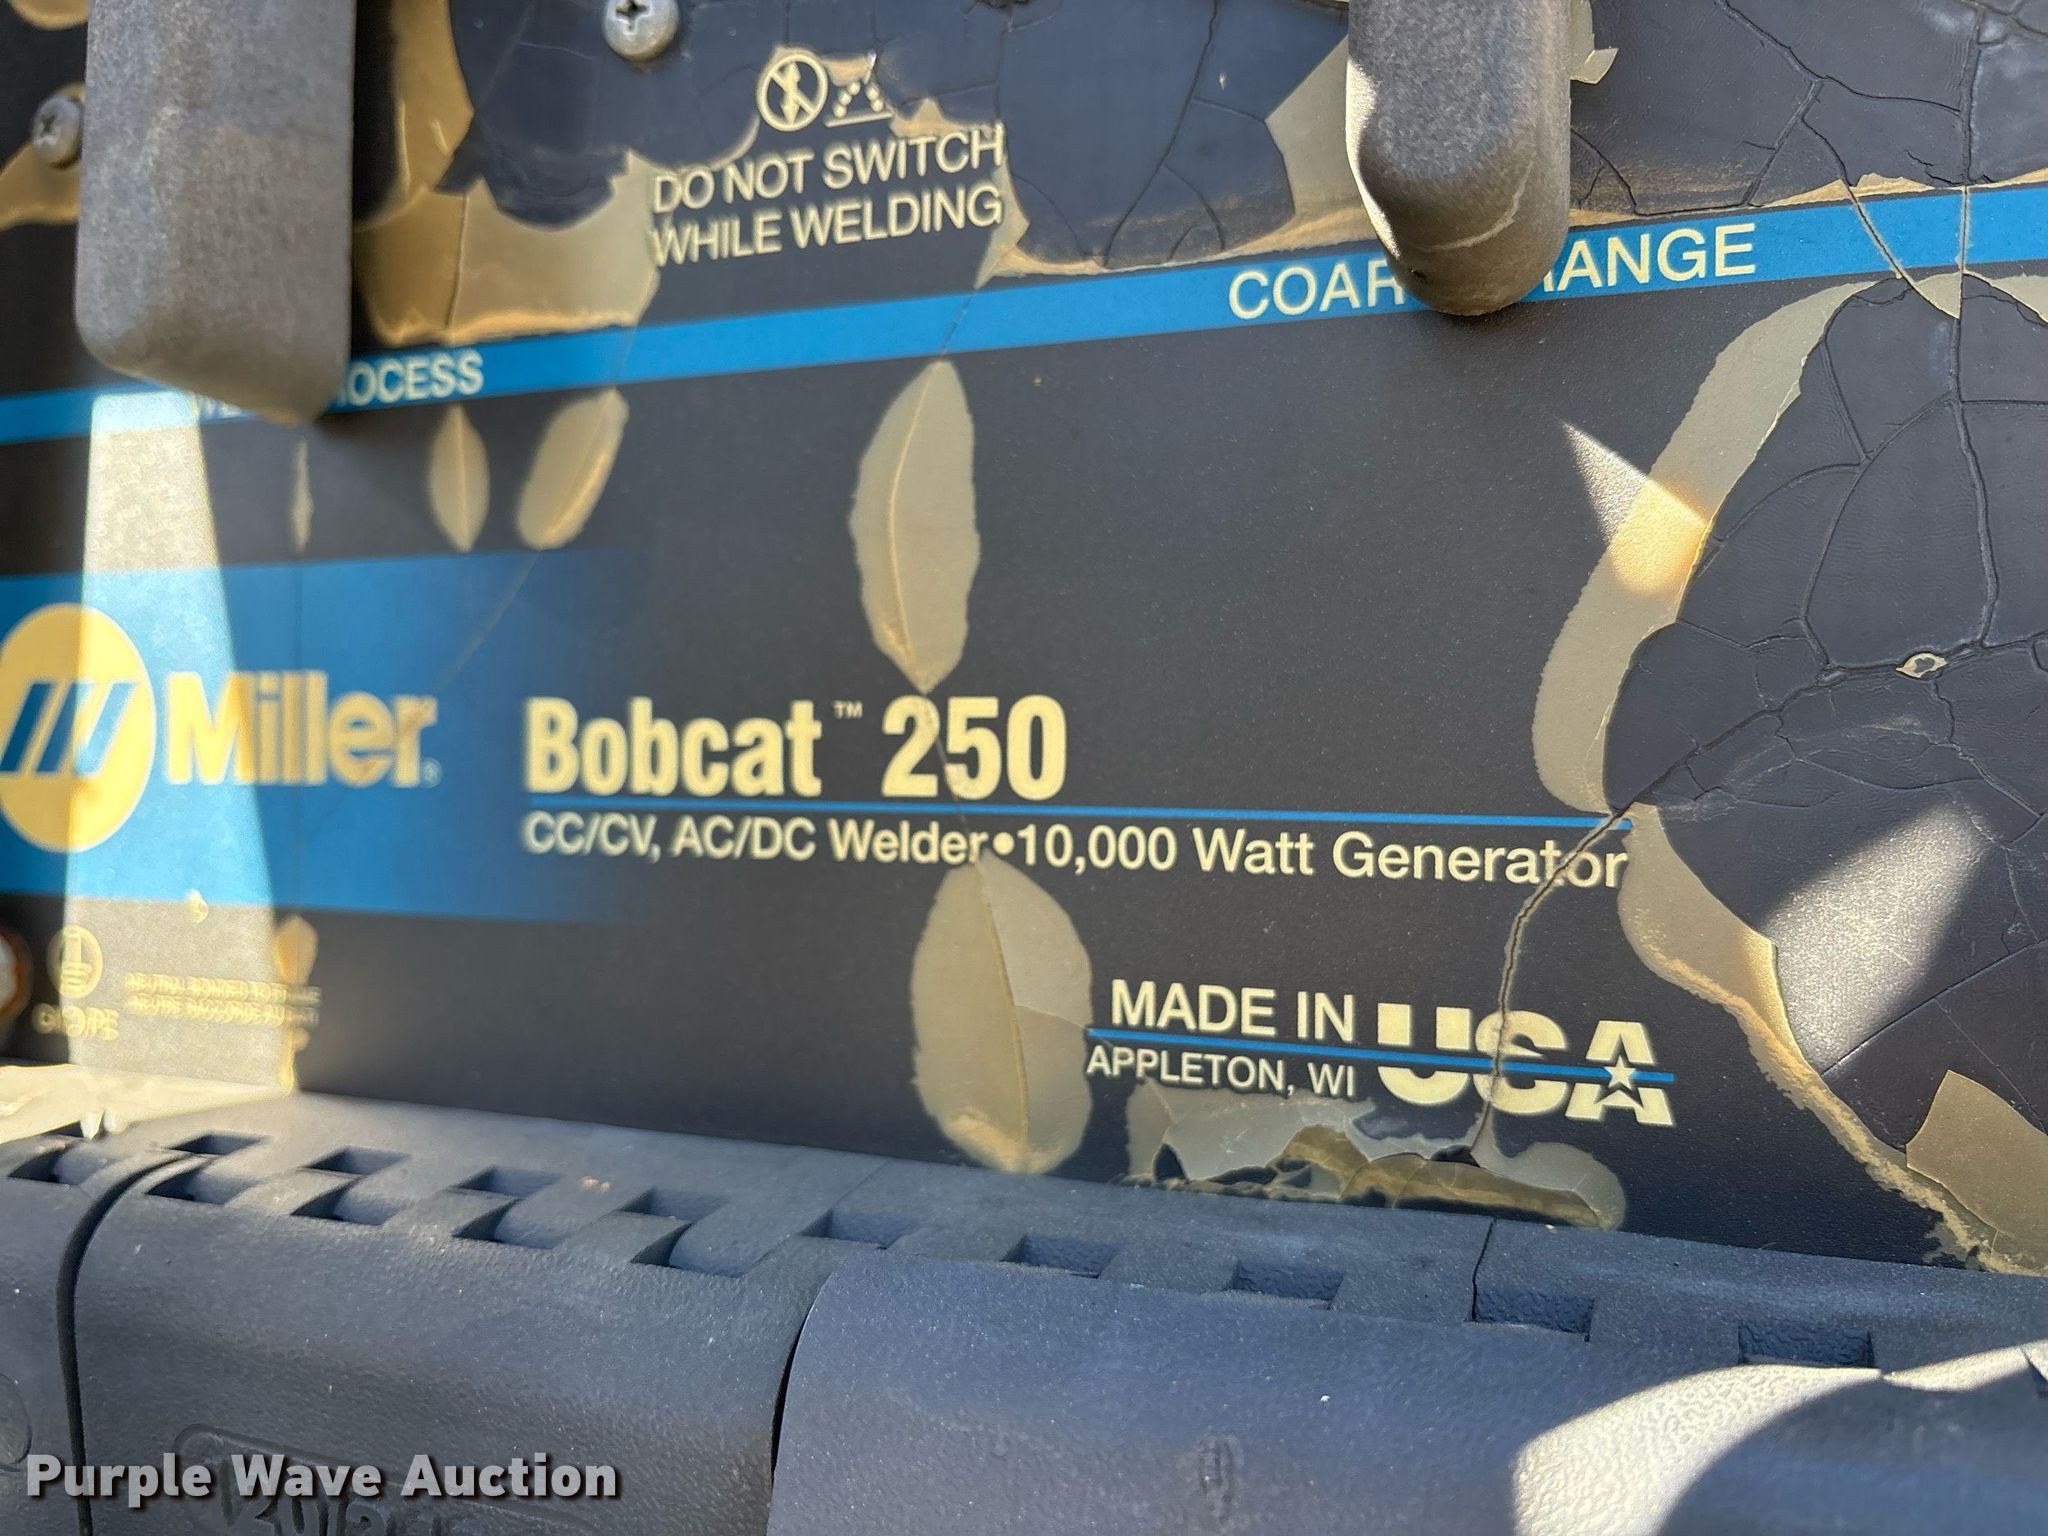 DO NOT SWITCH
WHILE WELDING
COAR RANGE
OCESS
Miller®
Bobcat™ 250
CC/CV, AC/DC Welder•10,000 Watt Generator
MADE IN USA
APPLETON, WI
Purple Wave Auction